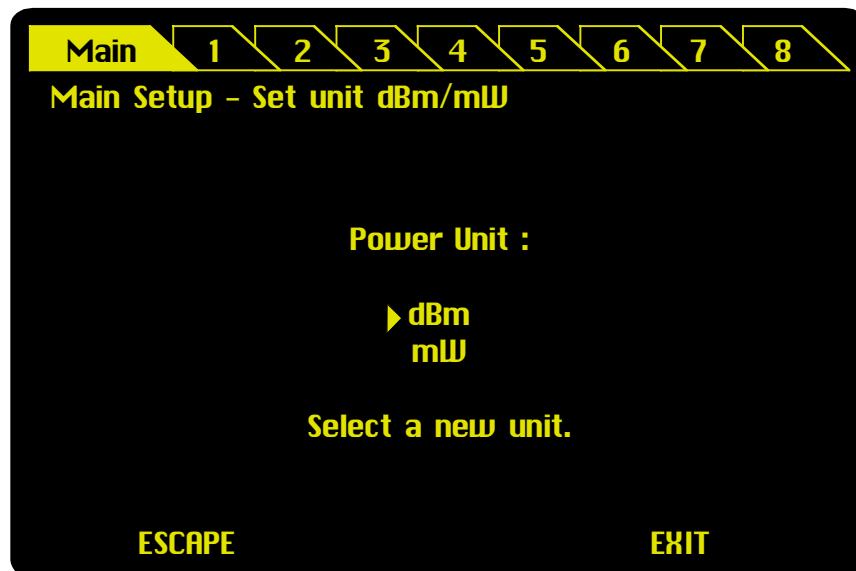 Main 1 2 3 4 5 6 7 8
Main Setup - Set unit dBm/mW
Power Unit :
dBm
mW
Select a new unit.
ESCAPE EXIT